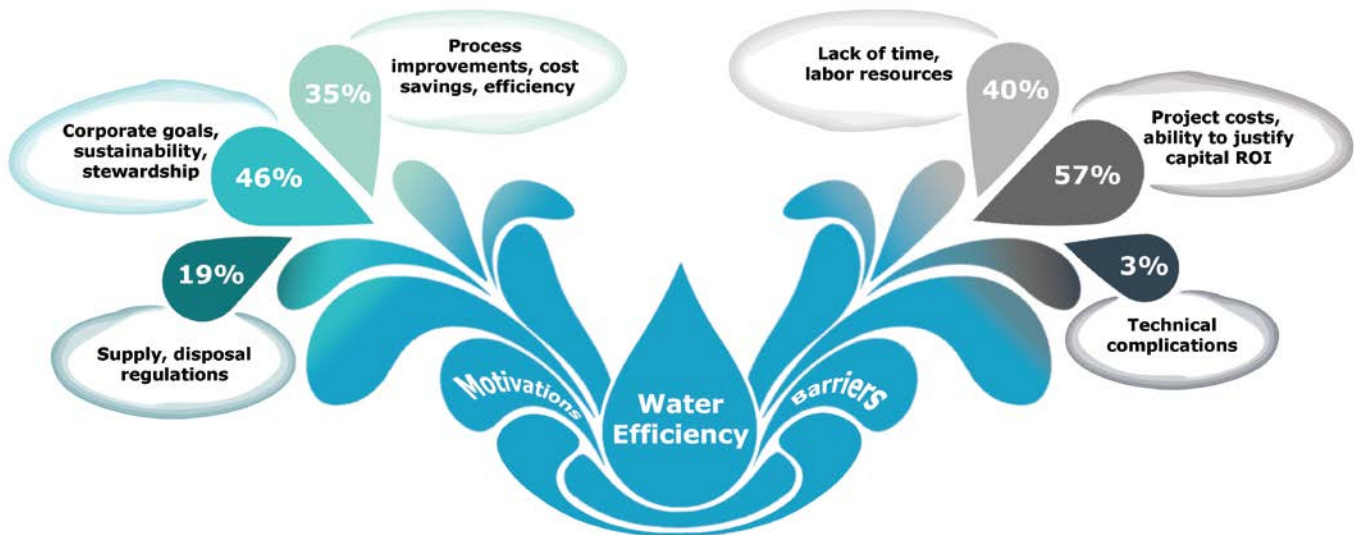 35%
Process
improvements, cost
savings, efficiency
46%
Corporate goals,
sustainability,
stewardship
19%
Supply, disposal
regulations
Motivations
Water
Efficiency
Barriers
Lack of time,
labor resources
40%
Project costs,
ability to justify
capital ROI
57%
3%
Technical
complications